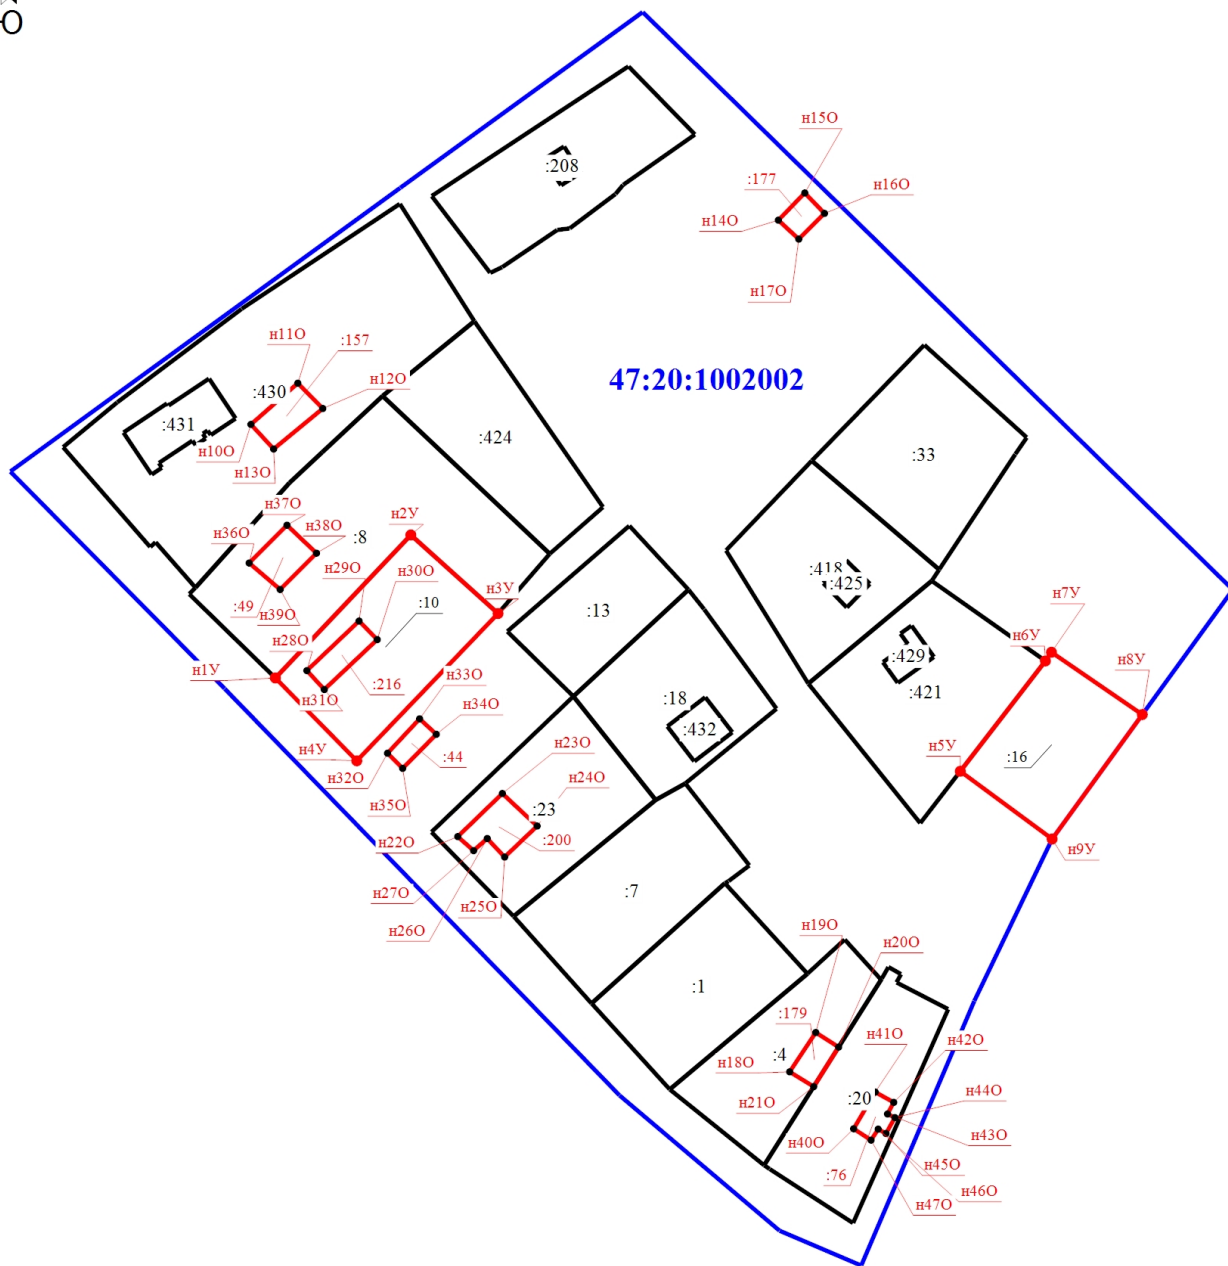 Ю
:208
н15О
:177
н16О
н14О
н17О
47:20:1002002
н11О
:157
н12О
:430
:431
н10О
н13О
:424
:33
н37О
н36О
н38О
:8
н2У
н29О
н30О
:49
н39О
:10
н3У
н28О
н1У
:216
н31О
н33О
н34О
н4У
:44
н32О
н35О
:13
:418
:425
:18
:432
:429
:421
н7У
н6У
н8У
:16
н5У
н9У
н23О
н24О
:23
:200
н22О
н27О
н25О
н26О
:7
:1
н19О
н20О
:179
:4
н18О
н21О
н41О
н42О
:20
н44О
н43О
н40О
:76
н45О
н46О
н47О